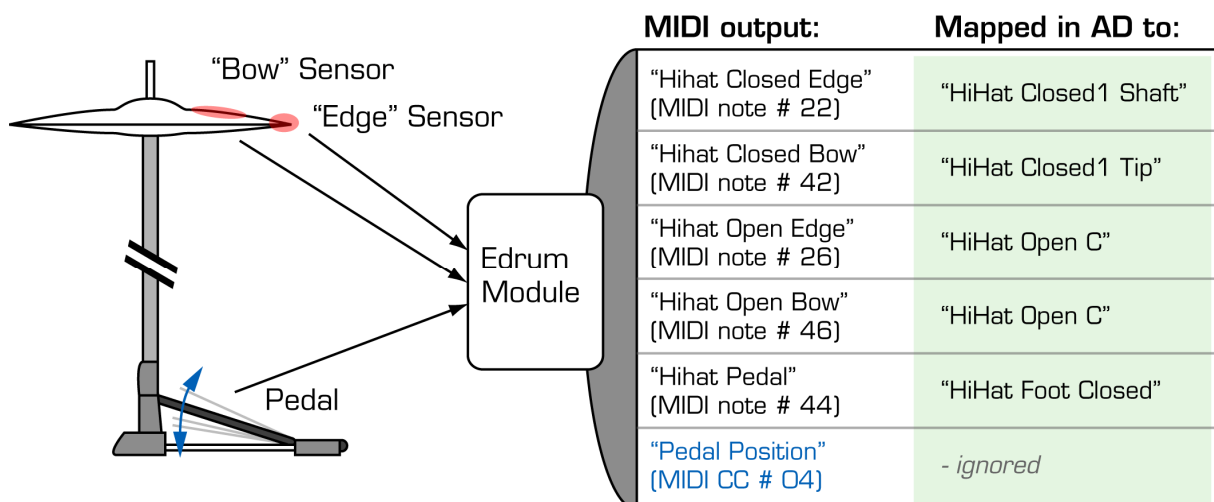 “Bow” Sensor
“Edge” Sensor
Pedal
Edrum
Module
MIDI output:
Mapped in AD to:
“Hihat Closed Edge”
(MIDI note # 22)
“HiHat Closed1 Shaft”
“Hihat Closed Bow”
(MIDI note # 42)
“HiHat Closed1 Tip”
“Hihat Open Edge”
(MIDI note # 26)
“HiHat Open C”
“Hihat Open Bow”
(MIDI note # 46)
“HiHat Open C”
“Hihat Pedal”
(MIDI note # 44)
“HiHat Foot Closed”
“Pedal Position”
(MIDI CC # 04)
- ignored